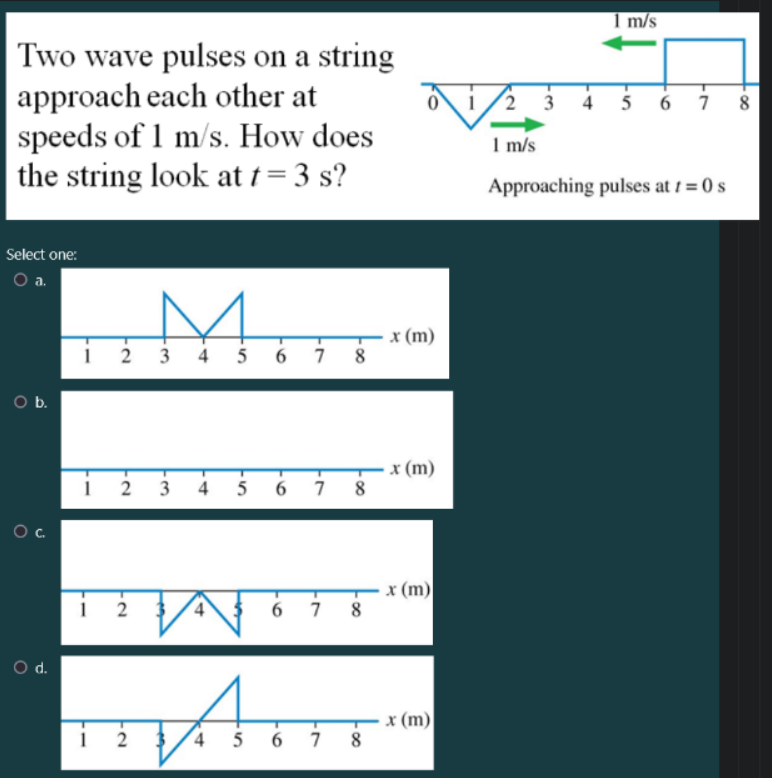 1 m/s
Two wave pulses on a string
approach each other at
speeds of 1 m/s. How does
the string look at t = 3 s?
0 1 2 3 4 5 6 7 8
1 m/s
Approaching pulses at t = 0 s
Select one:
a.
x (m)
1 2 3 4 5 6 7 8
b.
x (m)
1 2 3 4 5 6 7 8
c.
x (m)
1 2 3 4 5 6 7 8
d.
x (m)
1 2 3 4 5 6 7 8